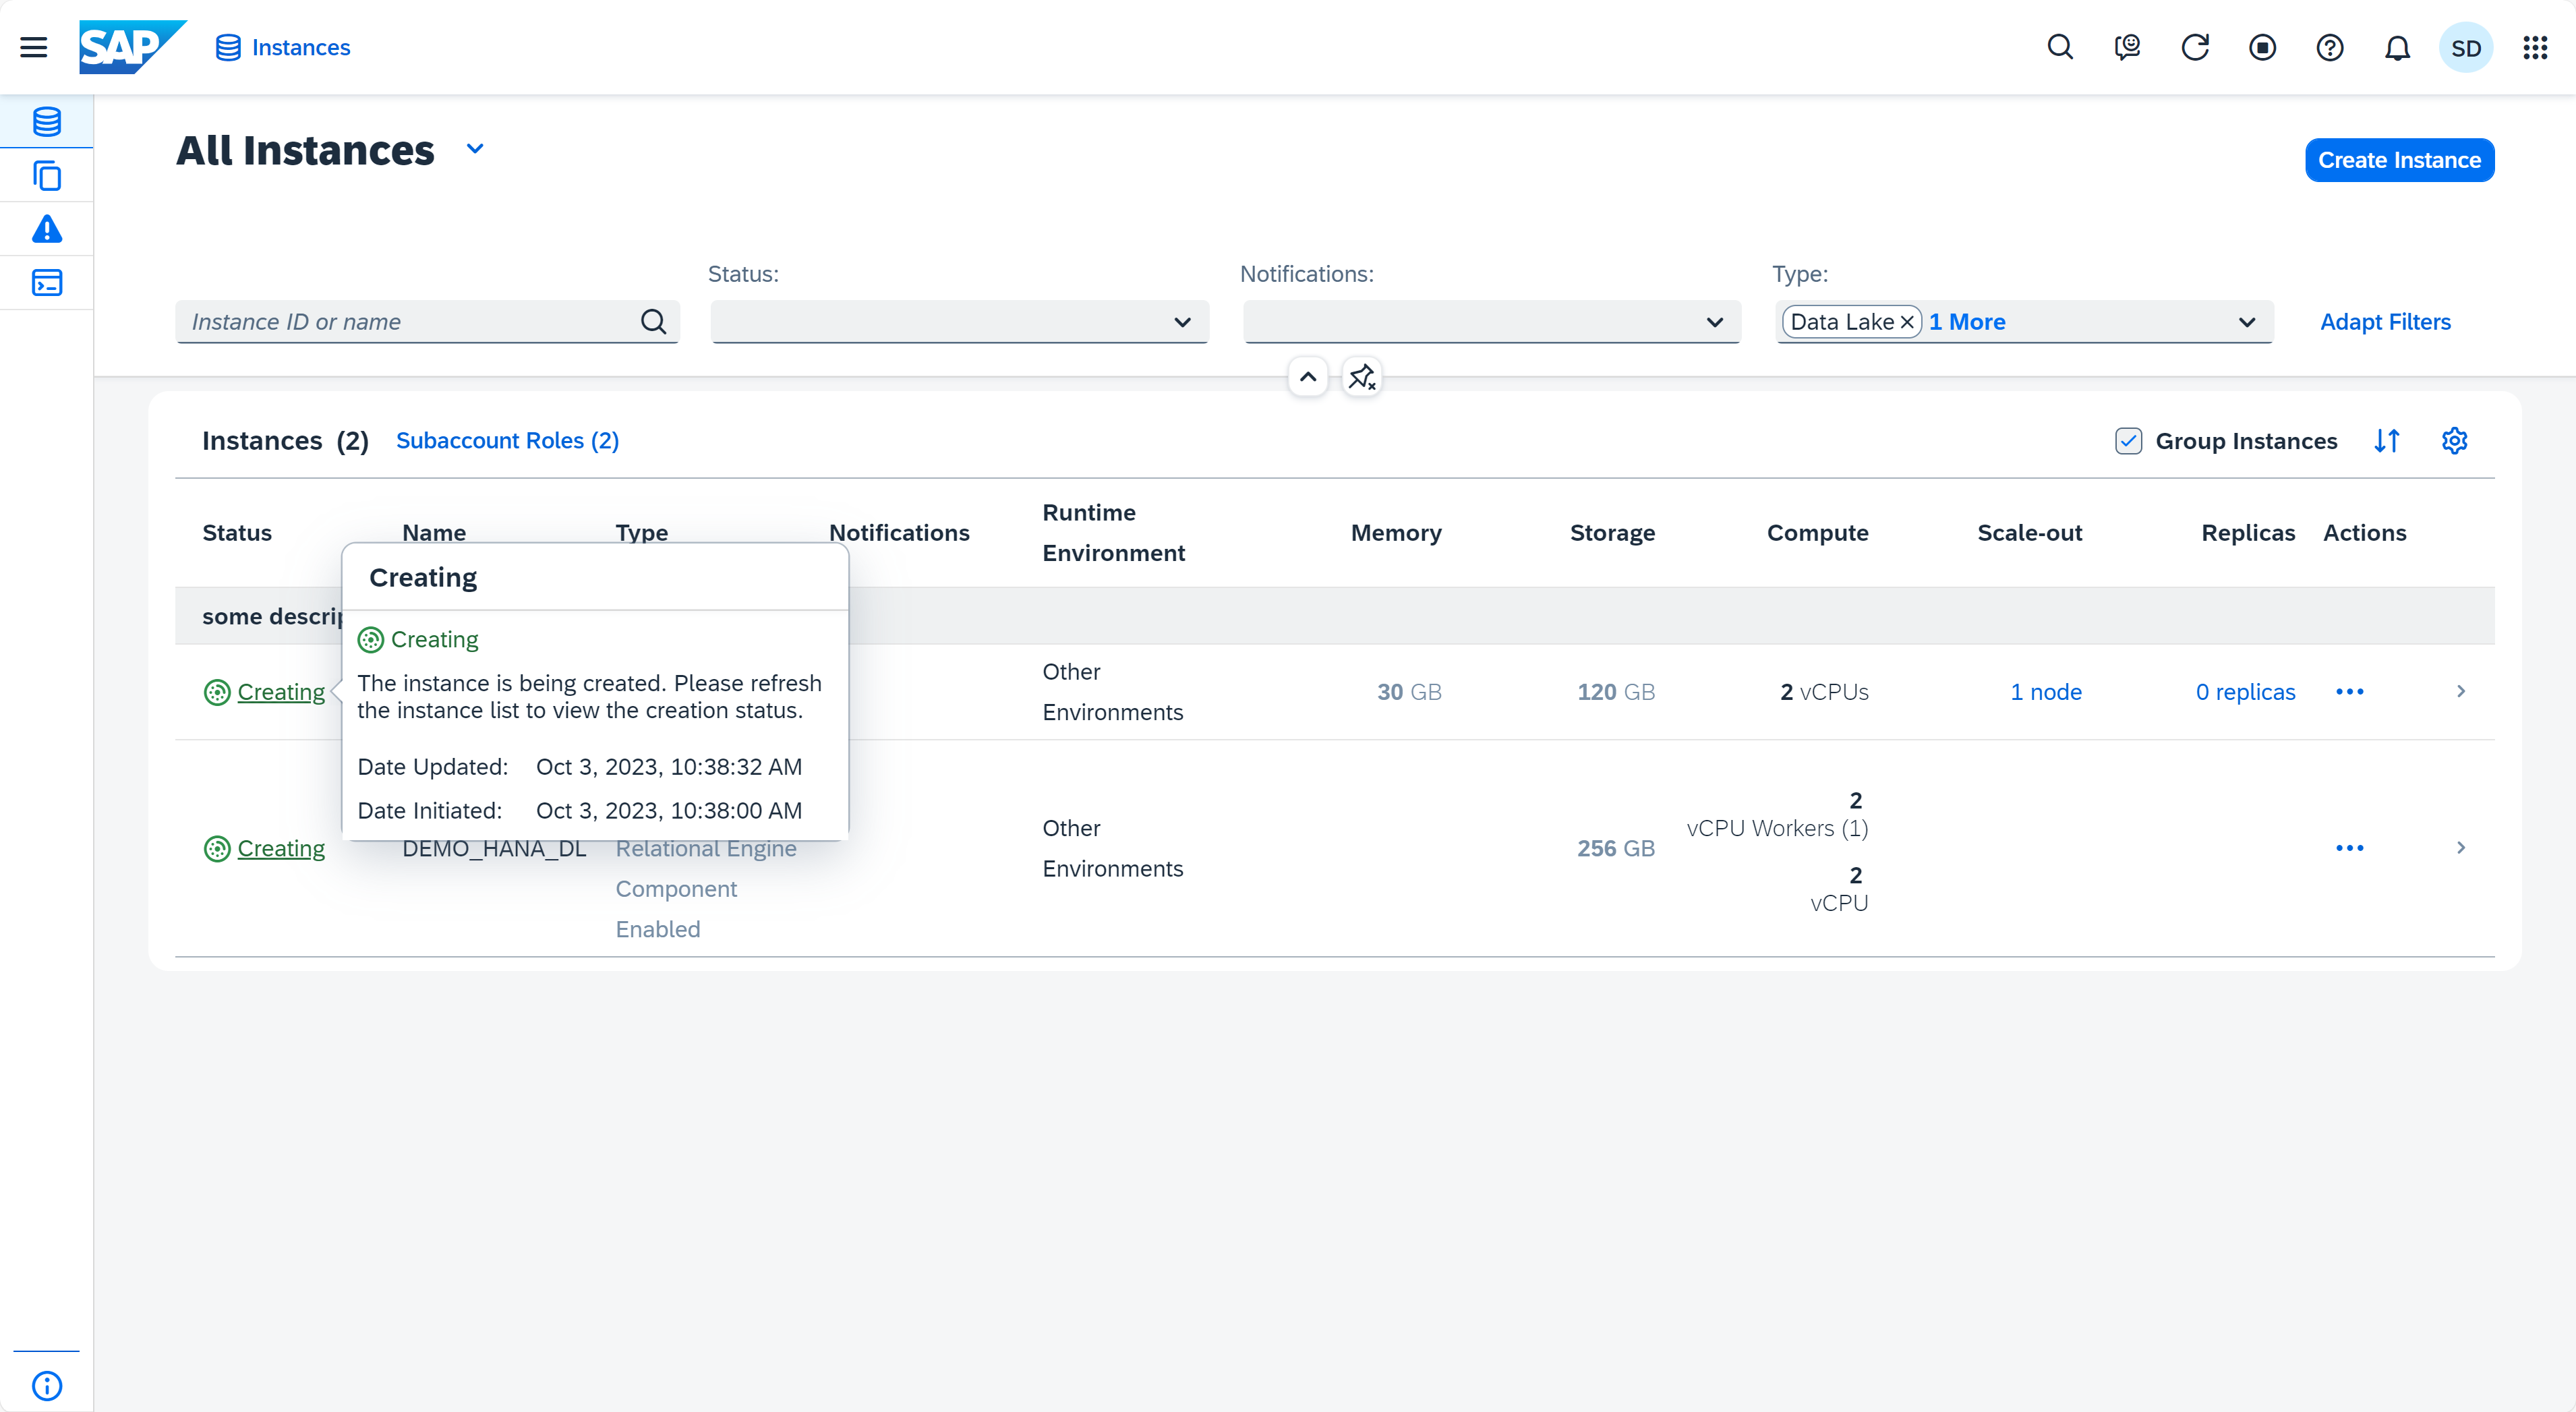 SAP
Instances
SD
All Instances
Create Instance
Status:
Notifications:
Type:
Instance ID or name
Data Lake
1 More
Adapt Filters
Instances (2)
Subaccount Roles (2)
Group Instances
Status
Name
Type
Notifications
Runtime
Environment
Memory
Storage
Compute
Scale-out
Replicas
Actions
some
Creating
Creating
The instance is being created. Please refresh
the instance list to view the creation status.
Date Updated: Oct 3, 2023, 10:38:32 AM
Date Initiated: Oct 3, 2023, 10:38:00 AM
Creating
Other
Environments
30 GB
120 GB
2 vCPUs
1 node
0 replicas
Creating
DEMO_HANA_DL
Relational Engine
Component
Enabled
Other
Environments
256 GB
2
vCPU Workers (1)
2
vCPU